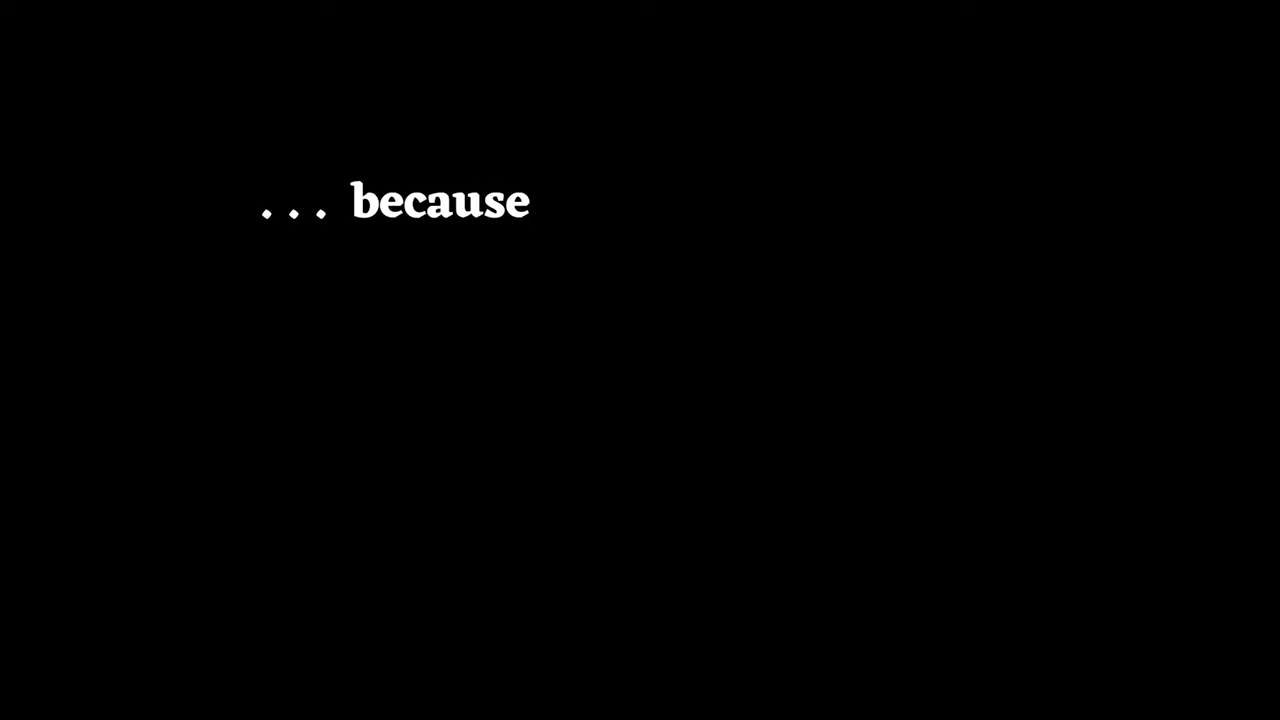 . . . because